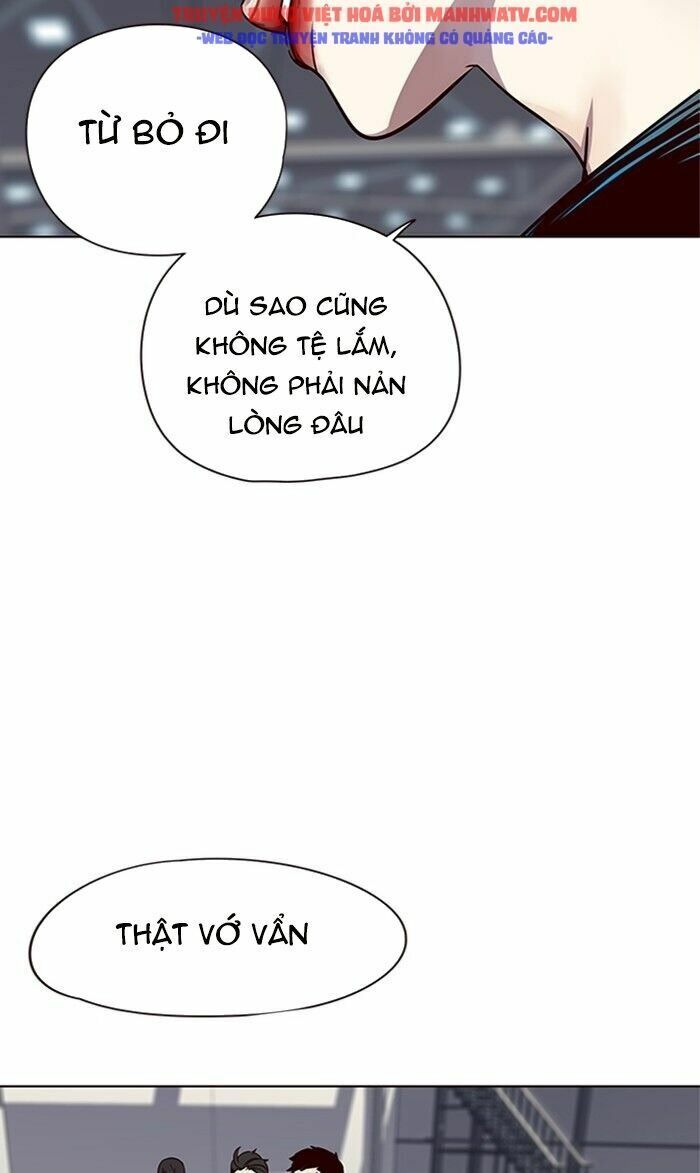 TRUYỆN ĐƯỢC VIỆT HOÁ BỞI MANHWATV.COM
-WEB ĐỌC TRUYỆN TRANH KHÔNG CÓ QUẢNG CÁO-
TỪ BỎ ĐI
DÙ SAO CŨNG
KHÔNG TỆ LẮM,
KHÔNG PHẢI NẢN
LÒNG ĐÂU
THẬT VỚ VẨN